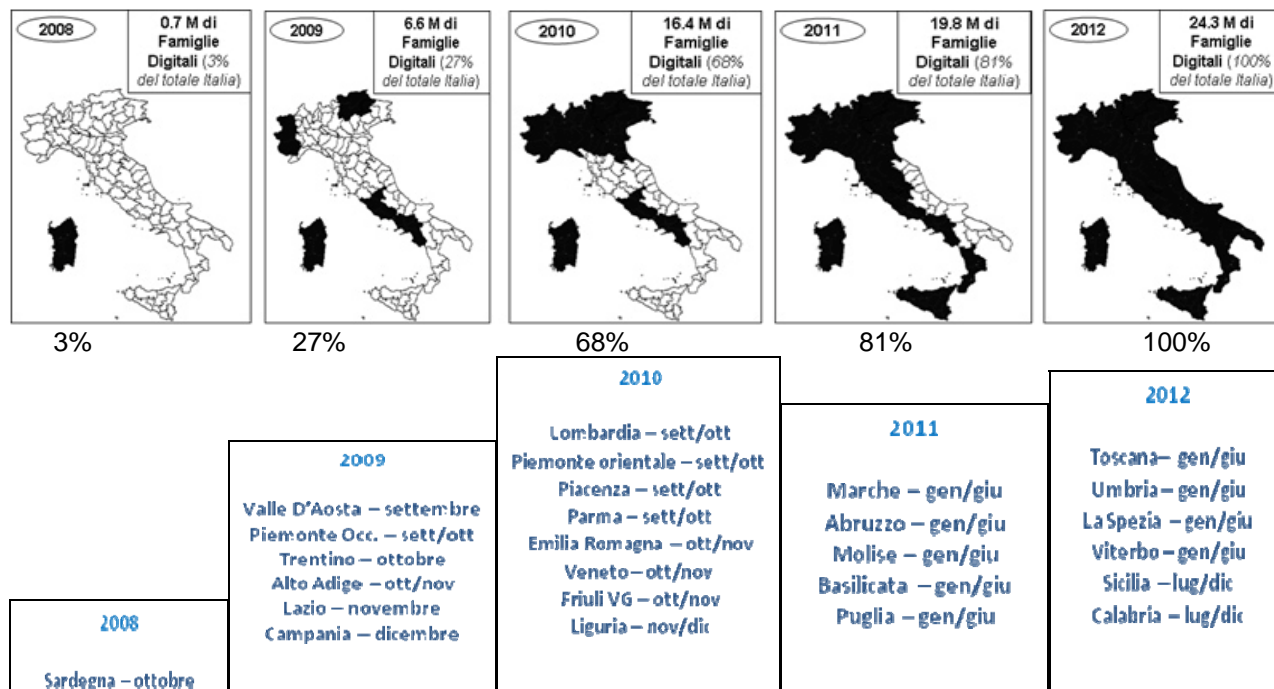 2008
0.7 M di
Famiglie
Digitali (3%
del totale Italia)
2009
6.6 M di
Famiglie
Digitali (27%
del totale Italia)
2010
16.4 M di
Famiglie
Digitali (68%
del totale Italia)
2011
19.8 M di
Famiglie
Digitali (81%
del totale Italia)
2012
24.3 M di
Famiglie
Digitali (100%
del totale Italia)
3%
27%
68%
81%
100%
2008
Sardegna – ottobre
2009
Valle D'Aosta – settembre
Piemonte Occ. – sett/ott
Trentino – ottobre
Alto Adige – ott/nov
Lazio – novembre
Campania – dicembre
2010
Lombardia – sett/ott
Piemonte orientale – sett/ott
Piacenza – sett/ott
Parma – sett/ott
Emilia Romagna – ott/nov
Veneto – ott/nov
Friuli VG – ott/nov
Liguria – nov/dic
2011
Marche – gen/giu
Abruzzo – gen/giu
Molise – gen/giu
Basilicata – gen/giu
Puglia – gen/giu
2012
Toscana– gen/giu
Umbria – gen/giu
La Spezia – gen/giu
Viterbo – gen/giu
Sicilia – lug/dic
Calabria – lug/dic